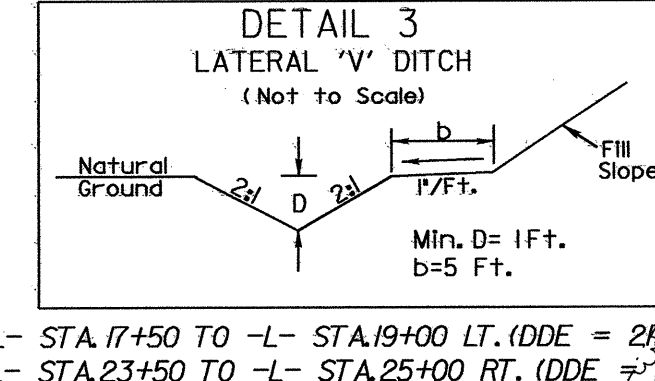 DETAIL 3
LATERAL 'V' DITCH
(Not to Scale)
b
Natural
Ground
2:1
D
2:1
1"/Ft.
Fill
Slope
Min. D= 1Ft.
b=5 Ft.
L- STA.17+50 TO -L- STA.19+00 LT.(DDE =
L- STA.23+50 TO -L- STA.25+00 RT. (DDE =